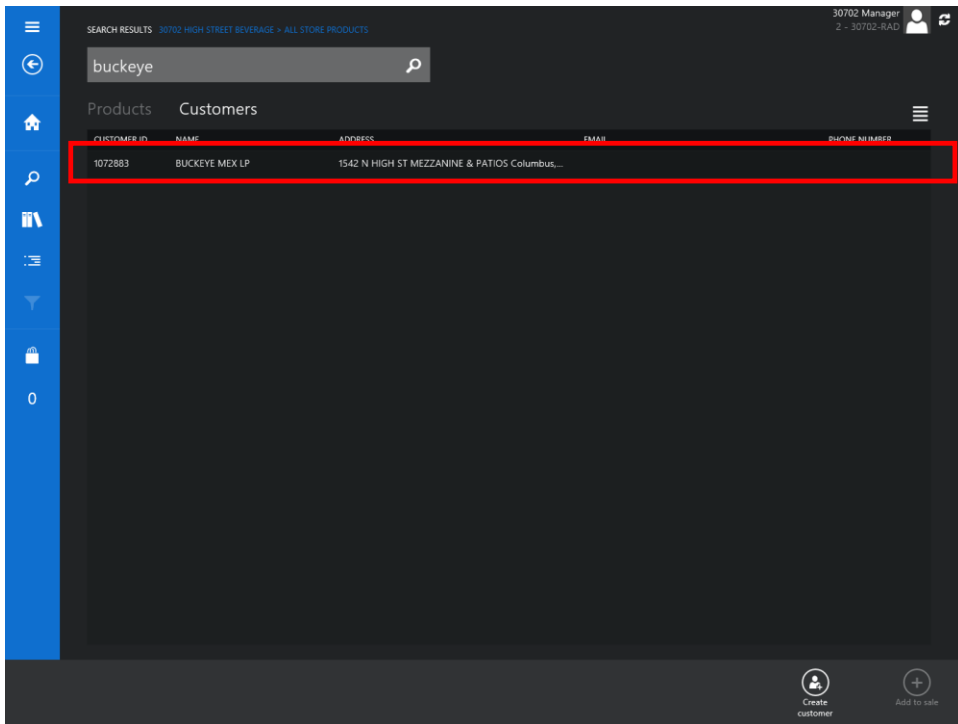 30702 Manager
SEARCH RESULTS 30702 HIGH STREET BEVERAGE > ALL STORE PRODUCTS
2 - 30702-RAD
buckeye
Products Customers
CUSTOMER ID NAME ADDRESS EMAIL PHONE NUMBER
1072883 BUCKEYE MEX LP 1542 N HIGH ST MEZZANINE & PATIOS Columbus,...
0
Create
customer
Add to sale